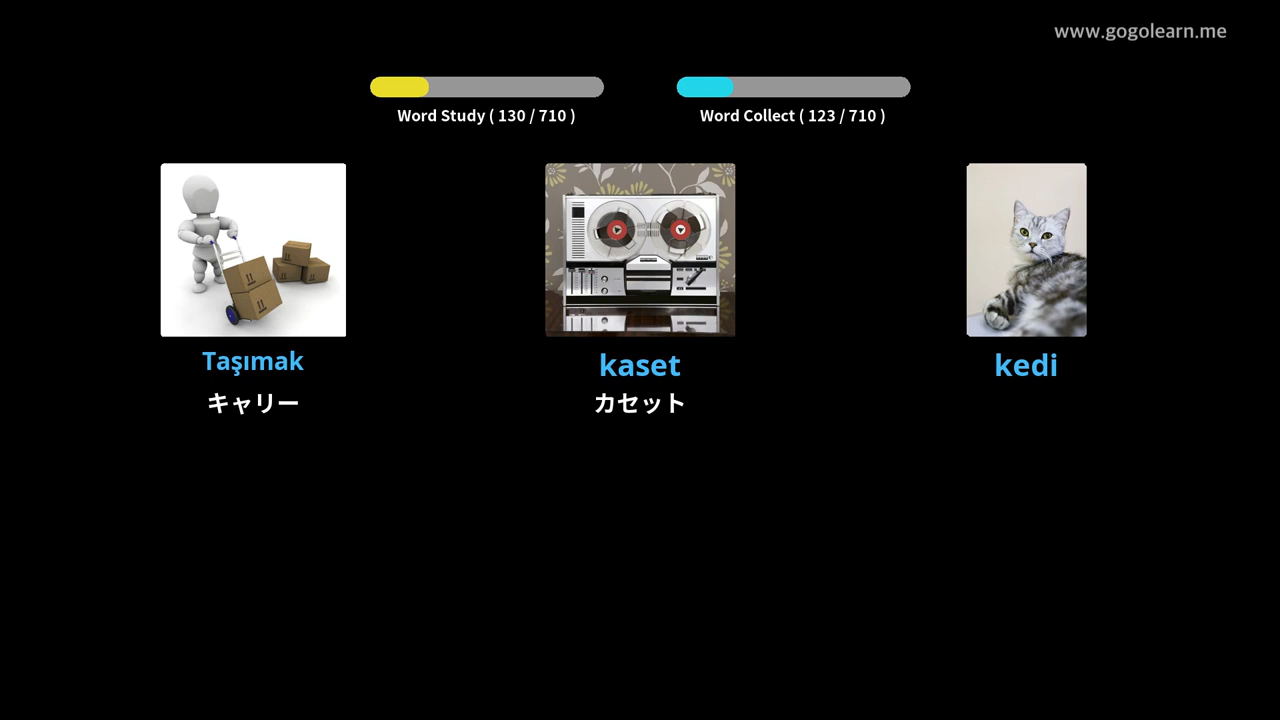 www.gogolearn.me
Word Study ( 130 / 710 )
Word Collect ( 123 / 710 )
Taşımak
キャリー
kaset
カセット
kedi